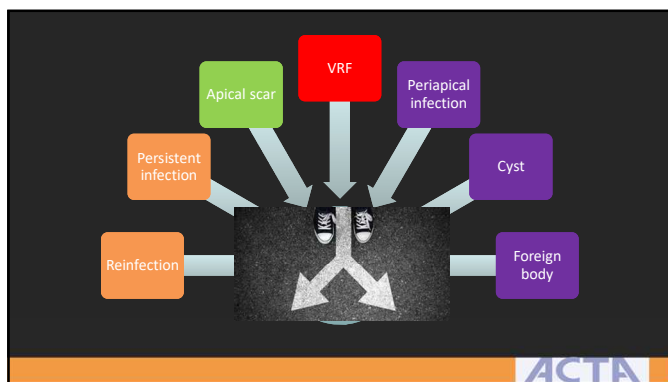 VRF
Apical scar
Periapical
infection
Persistent
infection
Cyst
Reinfection
Foreign
body
ACTA